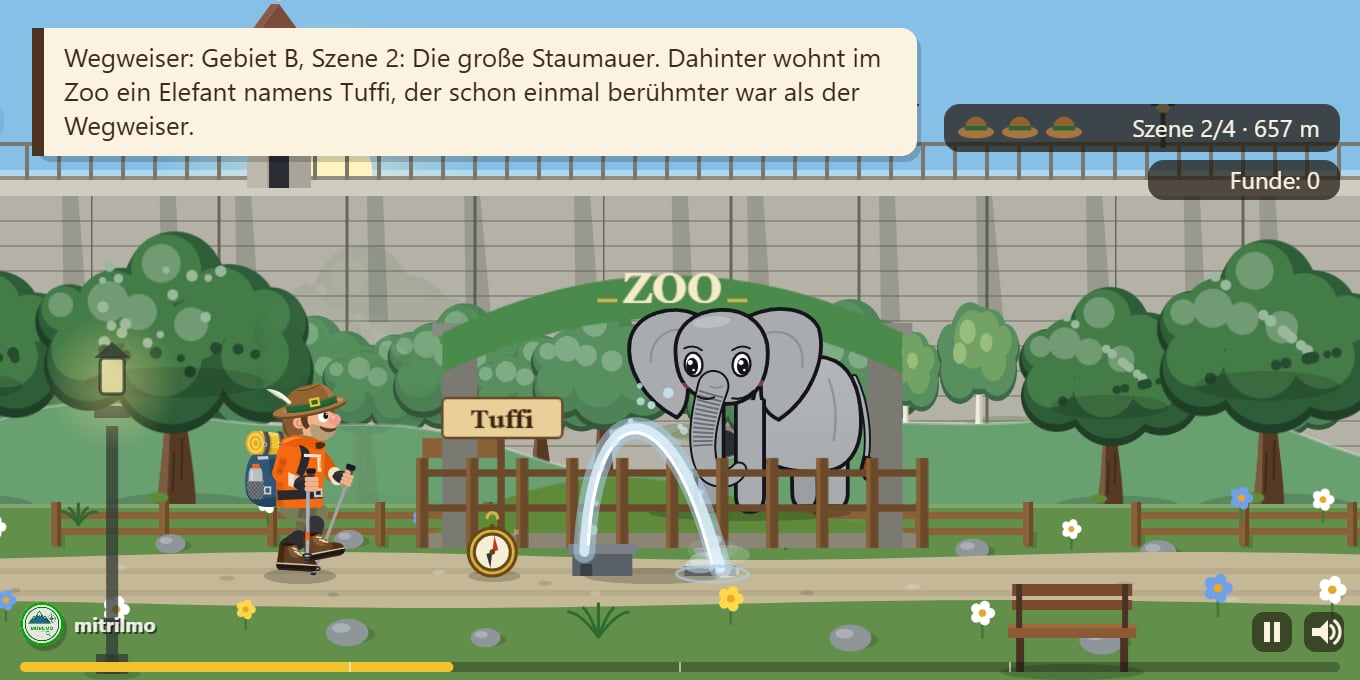 Wegweiser: Gebiet B, Szene 2: Die große Staumauer. Dahinter wohnt im
Zoo ein Elefant namens Tuffi, der schon einmal berühmter war als der
Wegweiser.
Szene 2/4 · 657 m
Funde: 0
ZOO
Tuffi
mitrilmo